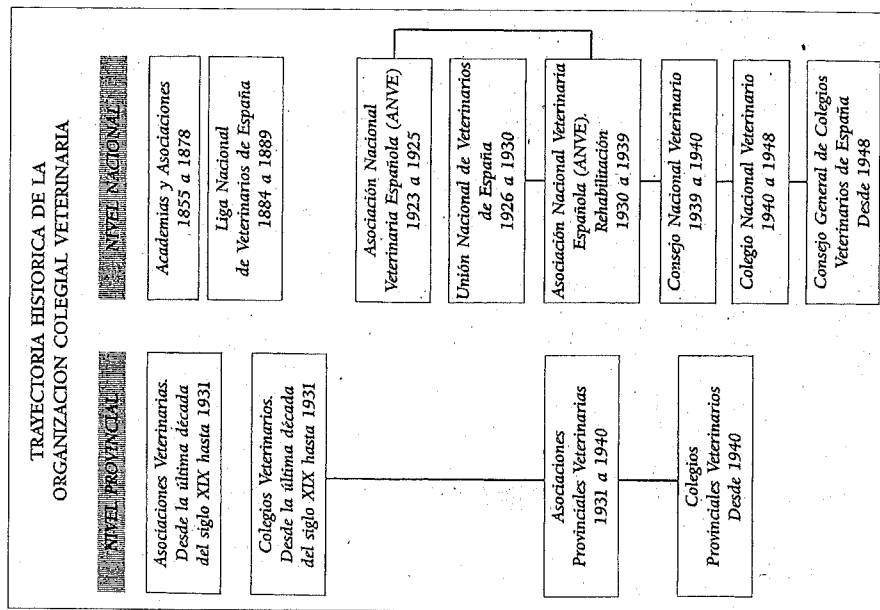 TRAYECTORIA HISTORICA DE LA
ORGANIZACION COLEGIAL VETERINARIA
NIVEL PROVINCIAL
Asociaciones Veterinarias.
Desde la última década
del siglo XIX hasta 1931
Colegios Veterinarios.
Desde la última década
del siglo XIX hasta 1931
Asociaciones
Provinciales Veterinarias
1931 a 1940
Colegios
Provinciales Veterinarios
Desde 1940
NIVEL NACIONAL
Academias y Asociaciones
1855 a 1878
Liga Nacional
de Veterinarios de España
1884 a 1889
Asociación Nacional
Veterinaria Española (ANVE)
1923 a 1925
Unión Nacional de Veterinarios
de España
1926 a 1930
Asociación Nacional Veterinaria
Española (ANVE).
Rehabilitación
1930 a 1939
Consejo Nacional Veterinario
1939 a 1940
Colegio Nacional Veterinario
1940 a 1948
Consejo General de Colegios
Veterinarios de España
Desde 1948